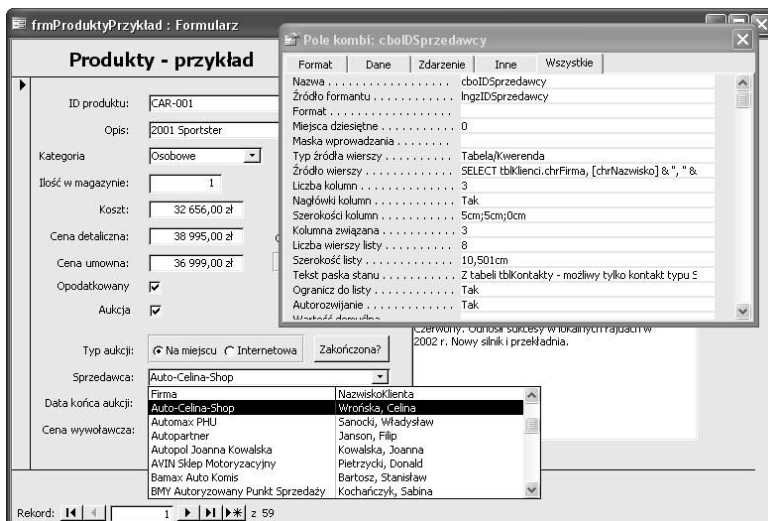 frmProduktyPrzykład : Formularz
Produkty - przykład
ID produktu: CAR-001
Opis: 2001 Sportster
Kategoria Osobowe
Ilość w magazynie: 1
Koszt: 32 656,00 zł
Cena detaliczna: 38 995,00 zł
Cena umowna: 36 999,00 zł
Opodatkowany
Aukcja
Typ aukcji: Na miejscu Internetowa Zakończona?
Sprzedawca: Auto-Celina-Shop
Data końca aukcji:
Cena wywoławcza:
Firma NazwiskoKlienta
Auto-Celina-Shop Wrońska, Celina
Automax PHU Sanocki, Władysław
Autopartner Janson, Filip
Autopol Joanna Kowalska Kowalska, Joanna
AVIN Sklep Motoryzacyjny Pietrzycki, Donald
Bamax Auto Komis Bartosz, Stanisław
BMY Autoryzowany Punkt Sprzedaży Kochańczyk, Sabina
Rekord: 1 z 59
Pole kombi: cboIDSprzedawcy
Format Dane Zdarzenie Inne Wszystkie
Nazwa . . . . . . . . . . . . . . . . . . . cboIDSprzedawcy
Źródło formantu . . . . . . . . . . . . lngzIDSprzedawcy
Format . . . . . . . . . . . . . . . . . . .
Miejsca dziesiętne . . . . . . . . . . 0
Maska wprowadzania . . . . . . . .
Typ źródła wierszy . . . . . . . . . . Tabela/Kwerenda
Źródło wierszy . . . . . . . . . . . . . SELECT tblKlienci.chrFirma, [chrNazwisko] & ", " &
Liczba kolumn . . . . . . . . . . . . . . 3
Nagłówki kolumn . . . . . . . . . . . . Tak
Szerokości kolumn . . . . . . . . . . . 5cm;5cm;0cm
Kolumna związana . . . . . . . . . . . 3
Liczba wierszy listy . . . . . . . . . . 8
Szerokość listy . . . . . . . . . . . . . 10,501cm
Tekst paska stanu . . . . . . . . . . . Z tabeli tblKontakty - możliwy tylko kontakt typu S
Ogranicz do listy . . . . . . . . . . . . Tak
Autorozwijanie . . . . . . . . . . . . . Tak
Czerwony. Odniósł sukcesy w lokalnych rajdach w
2002 r. Nowy silnik i przekładnia.